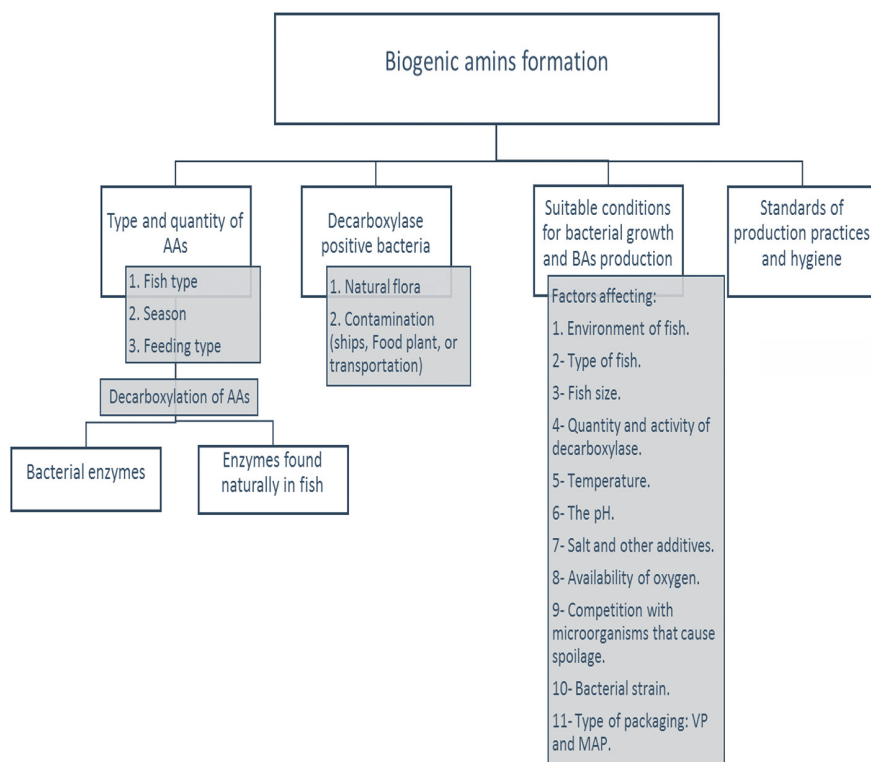 Biogenic amins formation
Type and quantity of
AAs
1. Fish type
2. Season
3. Feeding type
Decarboxylation of AAs
Bacterial enzymes
Enzymes found
naturally in fish
Decarboxylase
positive bacteria
1. Natural flora
2. Contamination
(ships, Food plant, or
transportation)
Suitable conditions
for bacterial growth
and BAs production
Factors affecting:
1. Environment of fish.
2- Type of fish.
3- Fish size.
4- Quantity and activity of
decarboxylase.
5- Temperature.
6- The pH.
7- Salt and other additives.
8- Availability of oxygen.
9- Competition with
microorganisms that cause
spoilage.
10- Bacterial strain.
11- Type of packaging: VP
and MAP.
Standards of
production practices
and hygiene